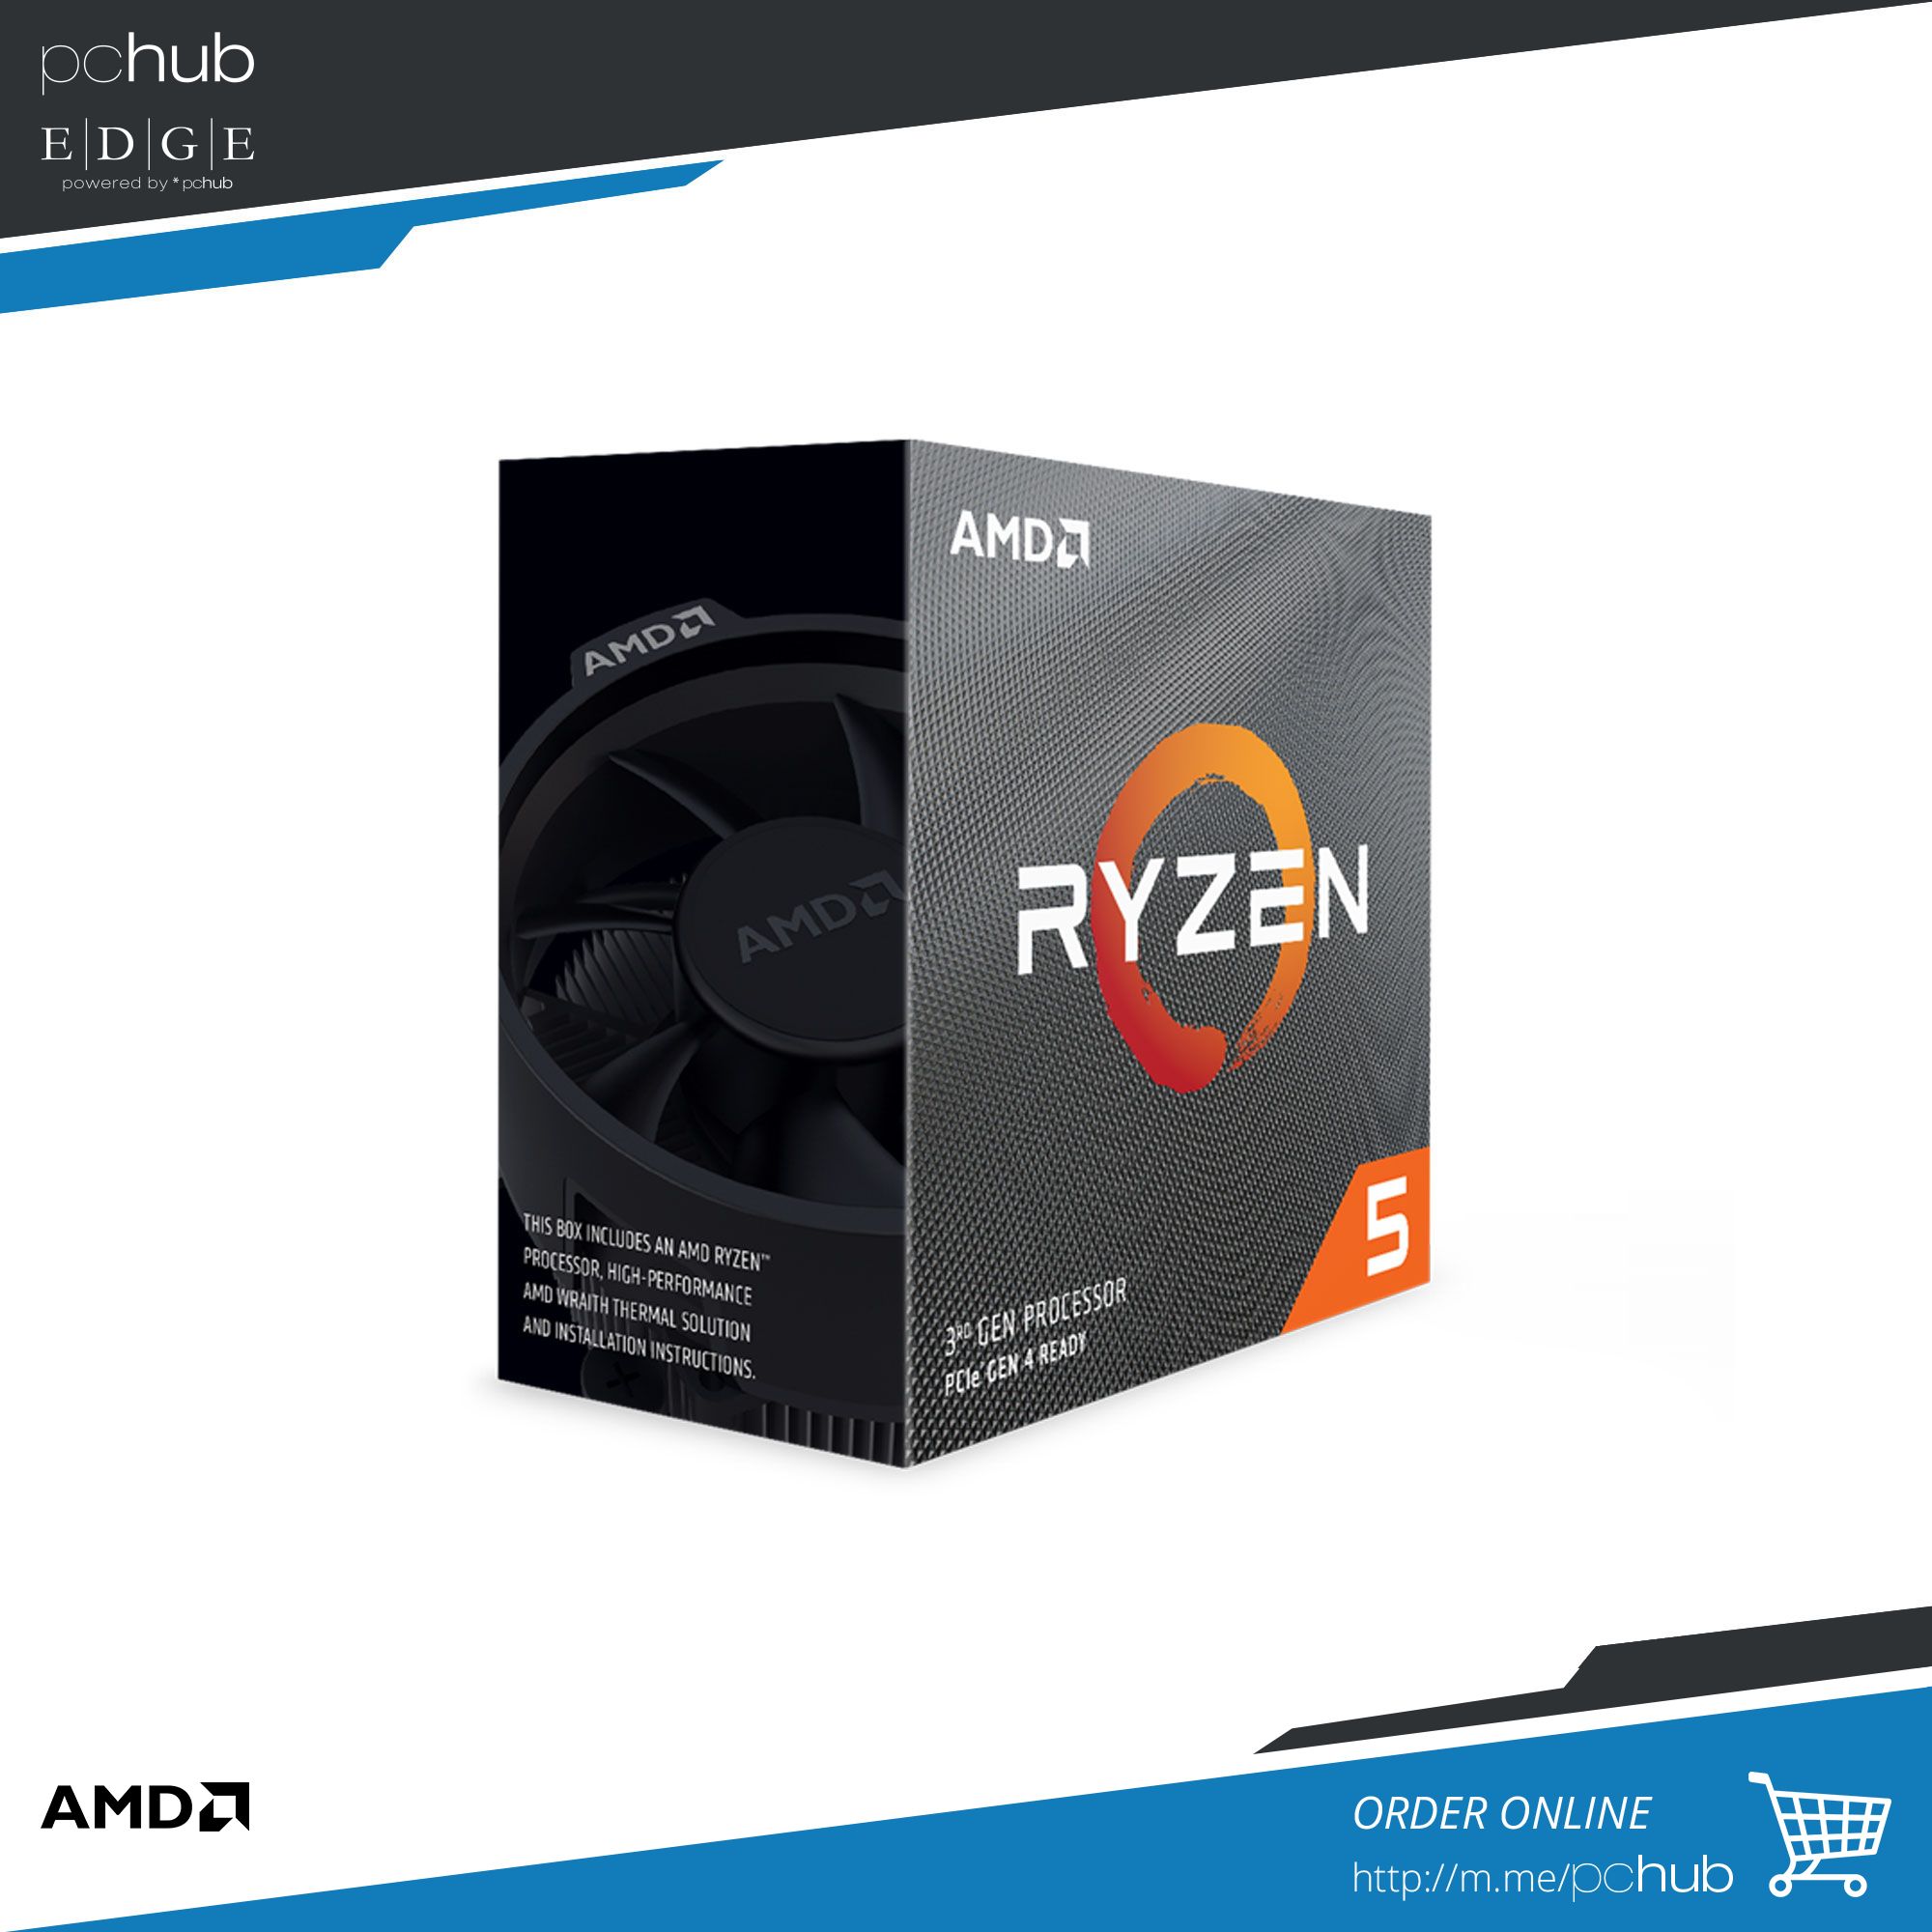 pchub
E|D|G|E
powered by *pchub
AMD
AMD
AMD
THIS BOX INCLUDES AN AMD RYZEN™
PROCESSOR, HIGH-PERFORMANCE
AMD WRAITH THERMAL SOLUTION
AND INSTALLATION INSTRUCTIONS.
AMD
RYZEN
5
3RD GEN PROCESSOR
PCIe GEN 4 READY
ORDER ONLINE
http://m.me/pchub